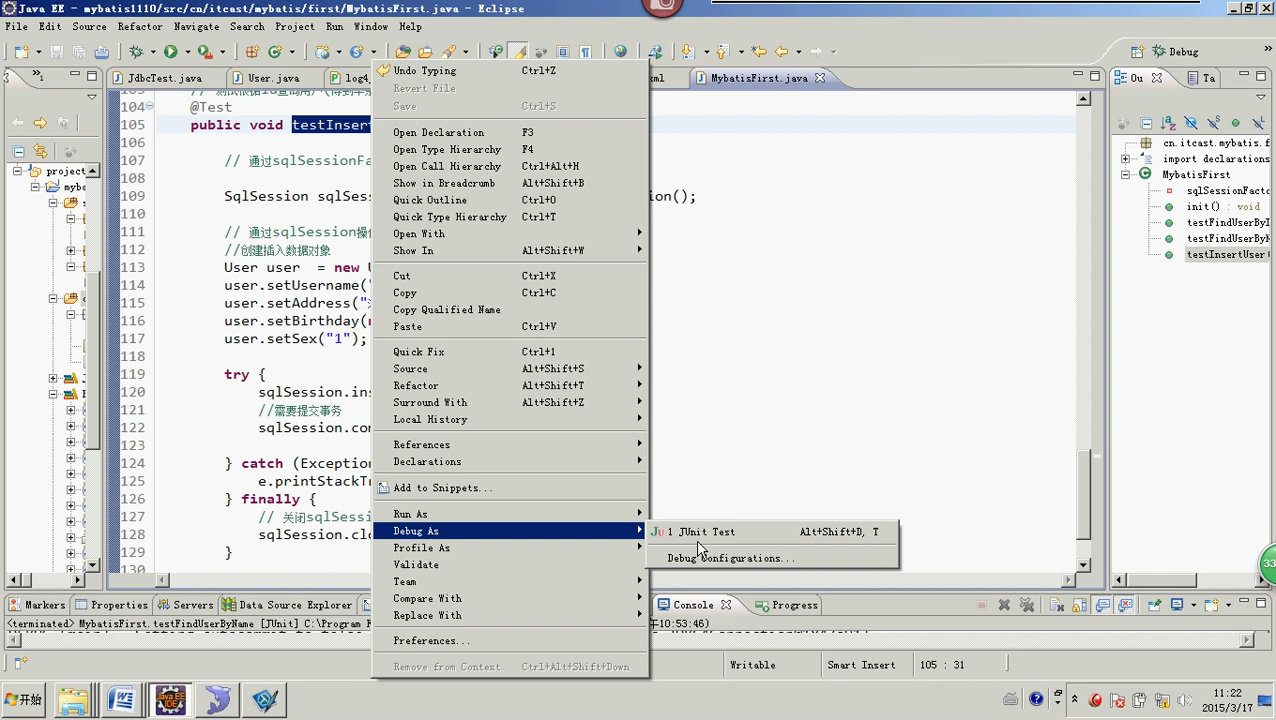 Java EE - mybatis1110/src/cn/itcast/mybatis/first/MybatisFirst.java - Eclipse
File Edit Source Refactor Navigate Search Project Run Window Help
Debug
JdbcTest.java User.java log4 xml MybatisFirst.java Ou Ta
104 @Test
105 public void testInsert
106
107 // 通过sqlSessionFa
108
109 SqlSession sqlSess ion();
110
111 // 通过sqlSession操作
112 //创建插入数据对象
113 User user = new U
114 user.setUsername("
115 user.setAddress("
116 user.setBirthday(n
117 user.setSex("1");
118
119 try {
120 sqlSession.ins
121 //需要提交事务
122 sqlSession.com
123
124 } catch (Exception
125 e.printStackTr
126 } finally {
127 // 关闭sqlSessi
128 sqlSession.clo
129 }
130
project
myba
Undo Typing Ctrl+Z
Revert File
Save Ctrl+S
Open Declaration F3
Open Type Hierarchy F4
Open Call Hierarchy Ctrl+Alt+H
Show in Breadcrumb Alt+Shift+B
Quick Outline Ctrl+O
Quick Type Hierarchy Ctrl+T
Open With
Show In Alt+Shift+W
Cut Ctrl+X
Copy Ctrl+C
Copy Qualified Name
Paste Ctrl+V
Quick Fix Ctrl+1
Source Alt+Shift+S
Refactor Alt+Shift+T
Surround With Alt+Shift+Z
Local History
References
Declarations
Add to Snippets...
Run As
Debug As
Profile As
Validate
Team
Compare With
Replace With
Preferences...
Remove from Context Ctrl+Alt+Shift+Down
1 JUnit Test Alt+Shift+D, T
Debug Configurations...
cn.itcast.mybatis.f
import declarations
MybatisFirst
sqlSessionFacto
init() : void
testFindUserByI
testFindUserByN
testInsertUser(
33
Markers Properties Servers Data Source Explorer Console Progress
<terminated> MybatisFirst.testFindUserByName [JUnit] C:\Program F 午10:53:46)
Writable Smart Insert 105 : 31
开始 11:22
2015/3/17